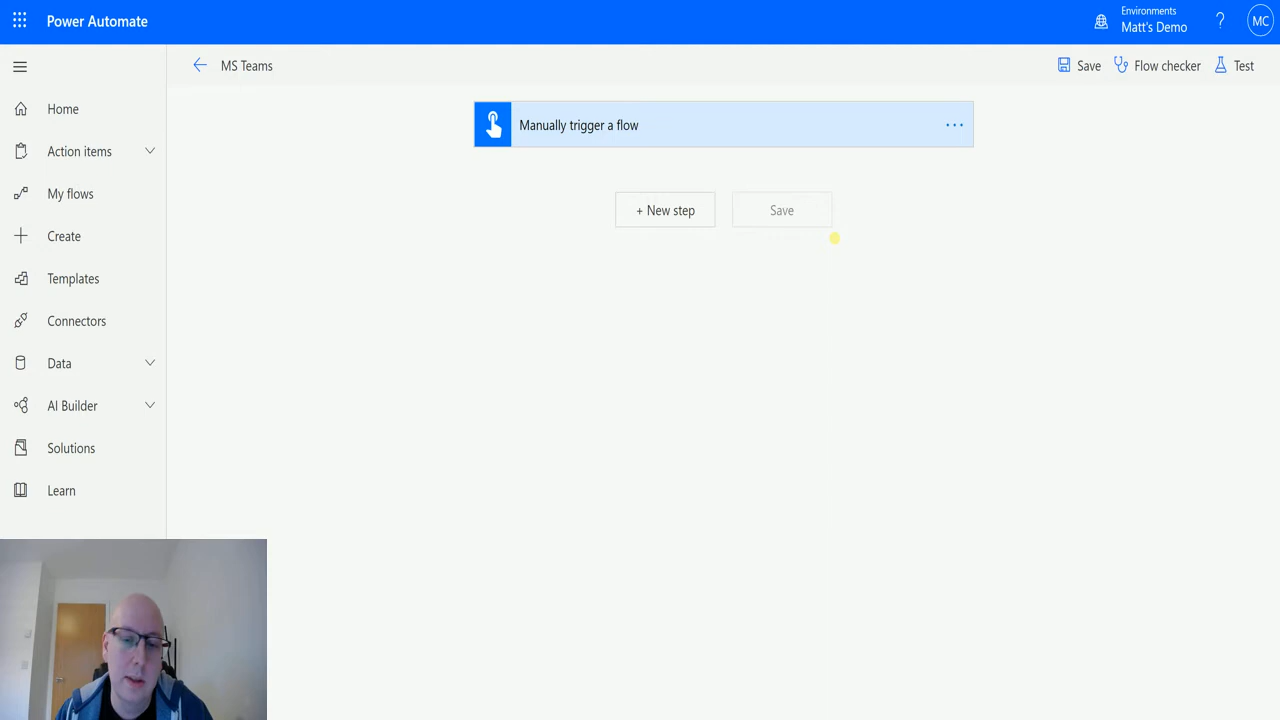 Power Automate
Environments
Matt's Demo
?
MC
MS Teams
Save
Flow checker
Test
Home
Action items
My flows
Create
Templates
Connectors
Data
AI Builder
Solutions
Learn
Manually trigger a flow
+ New step
Save